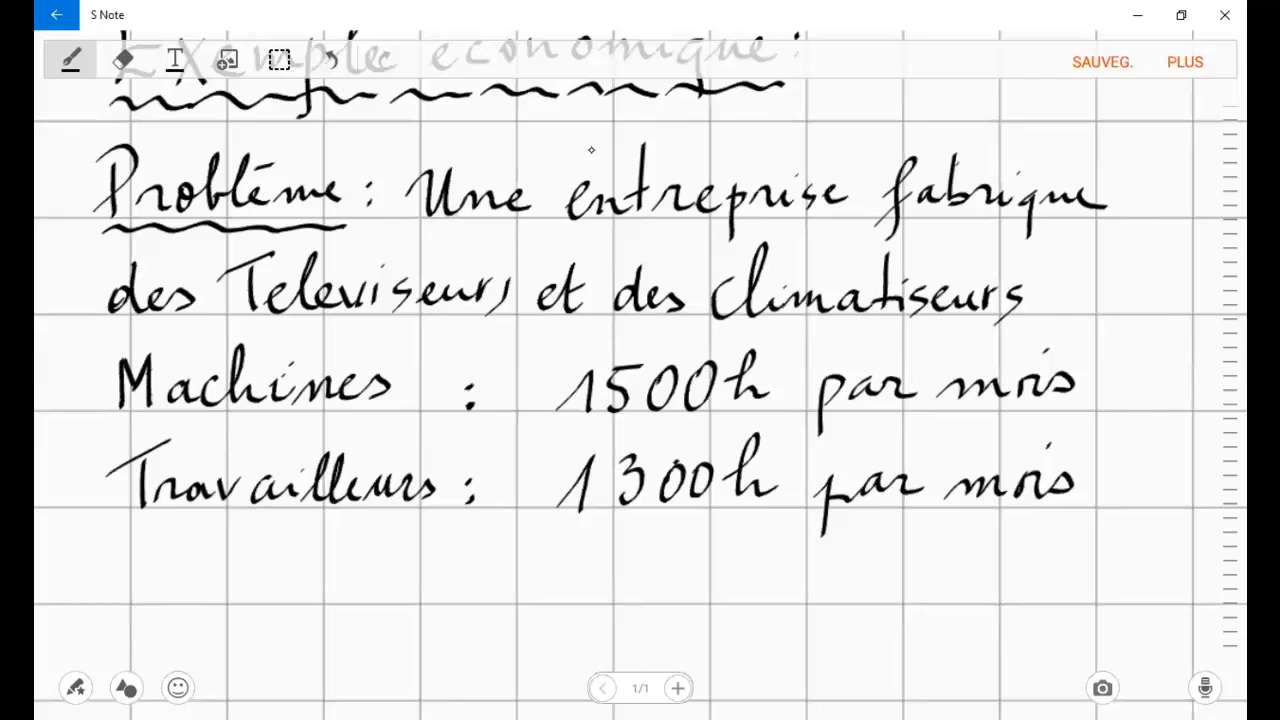 S Note
Exemple économique :
SAUVEG.
PLUS
Problème : Une entreprise fabrique
des Televiseurs et des climatiseurs
Machines : 1500h par mois
Travailleurs : 1300h par mois
1/1